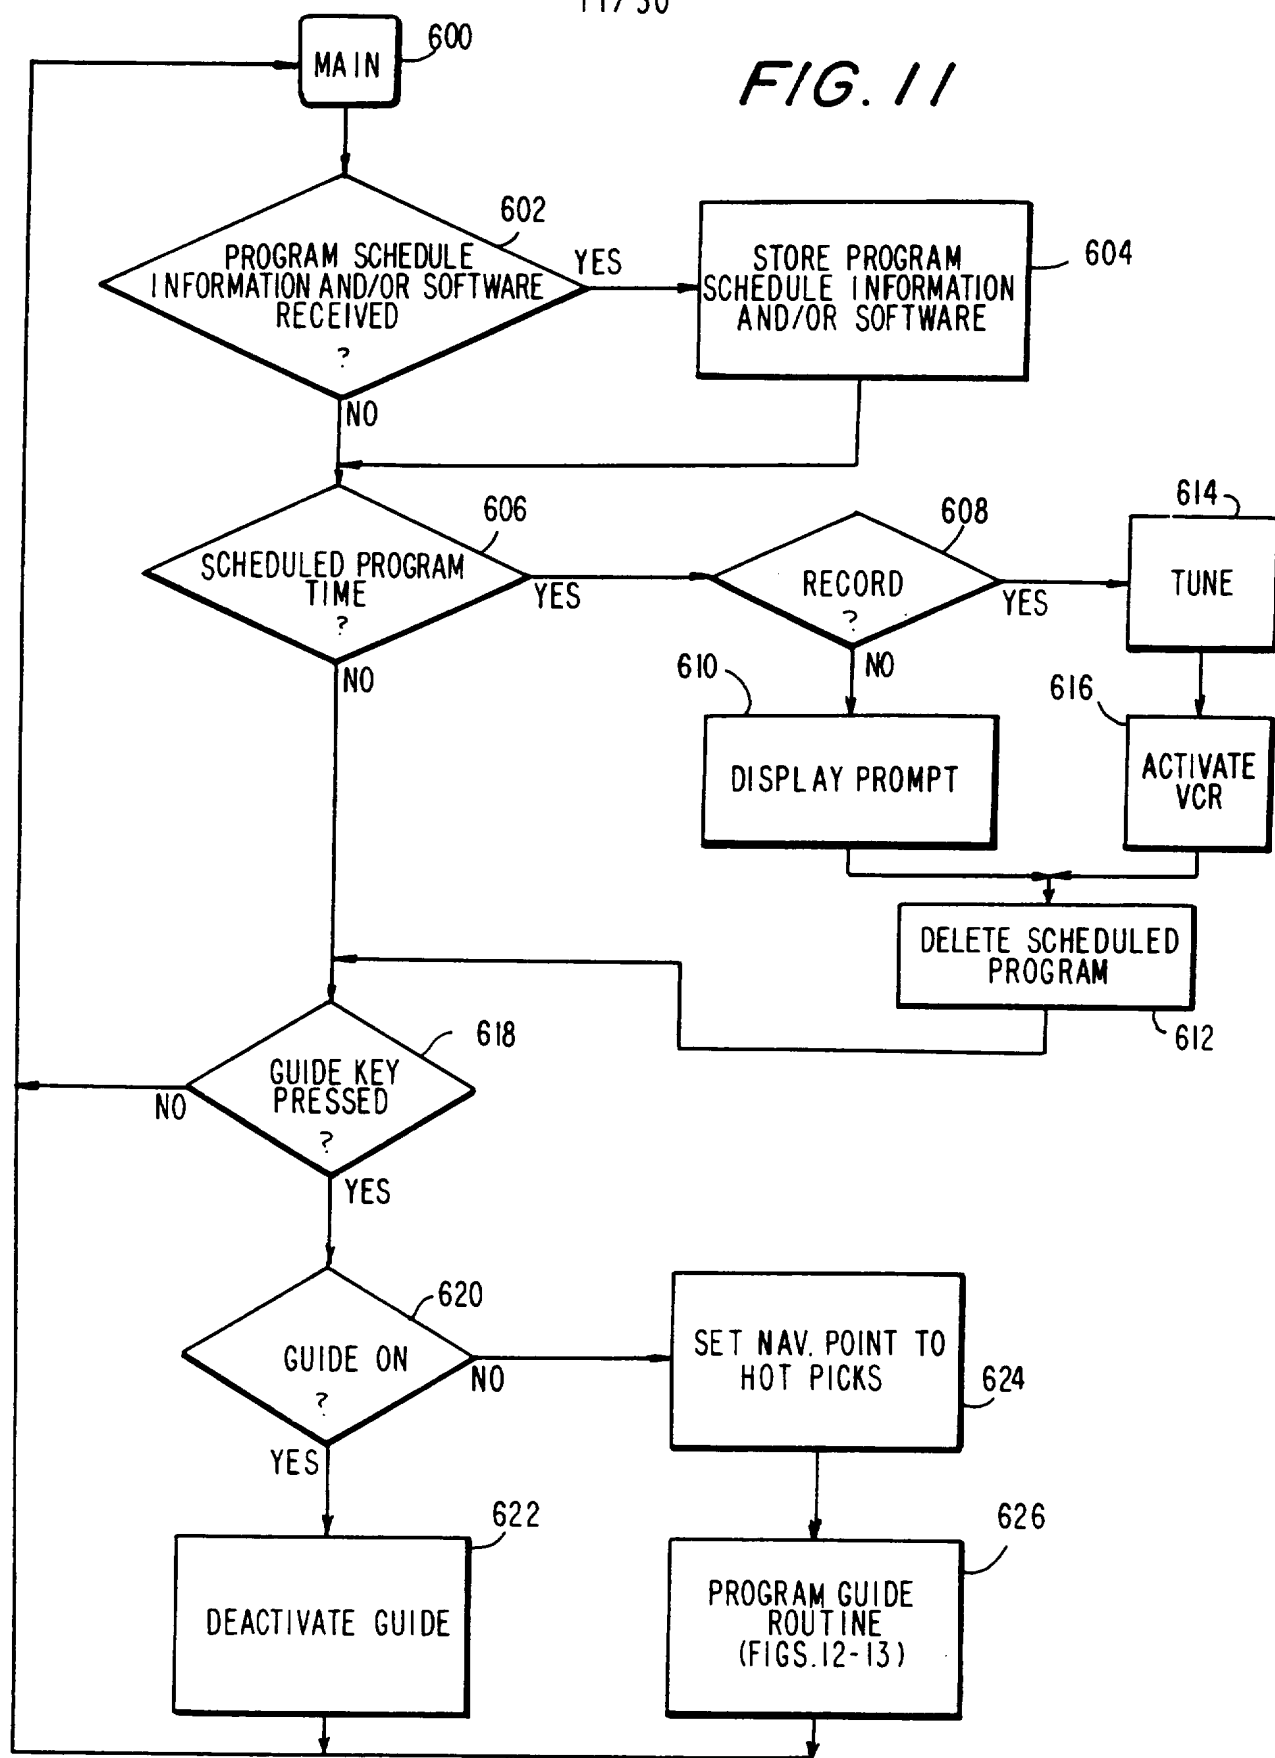 11/30
MAIN
600
FIG. 11
602
PROGRAM SCHEDULE
INFORMATION AND/OR SOFTWARE
RECEIVED
?
YES
NO
STORE PROGRAM
SCHEDULE INFORMATION
AND/OR SOFTWARE
604
606
SCHEDULED PROGRAM
TIME
?
YES
NO
608
RECORD
?
YES
NO
614
TUNE
610
DISPLAY PROMPT
616
ACTIVATE
VCR
DELETE SCHEDULED
PROGRAM
612
618
GUIDE KEY
PRESSED
?
NO
YES
620
GUIDE ON
?
NO
YES
SET NAV. POINT TO
HOT PICKS
624
622
DEACTIVATE GUIDE
626
PROGRAM GUIDE
ROUTINE
(FIGS.12-13)